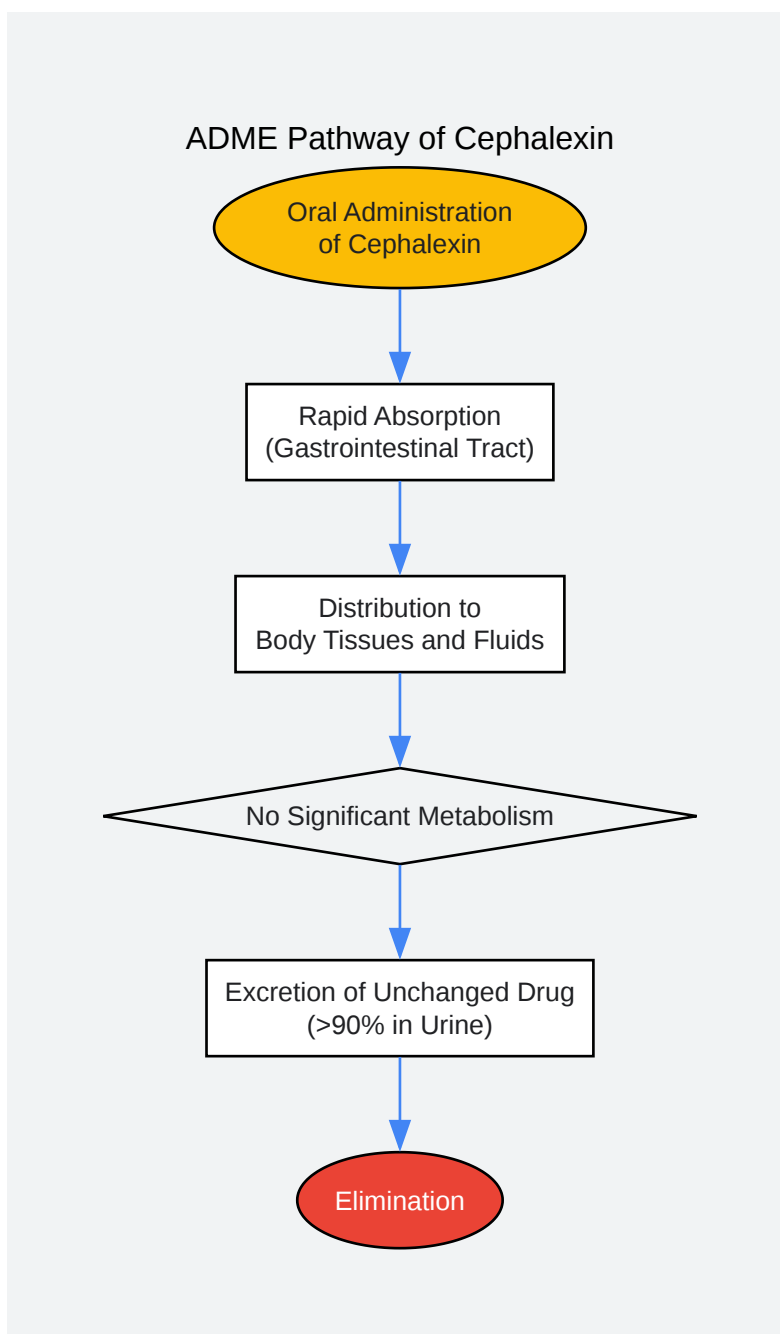 ADME Pathway of Cephalexin
Oral Administration
of Cephalexin
Rapid Absorption
(Gastrointestinal Tract)
Distribution to
Body Tissues and Fluids
No Significant Metabolism
Excretion of Unchanged Drug
(>90% in Urine)
Elimination